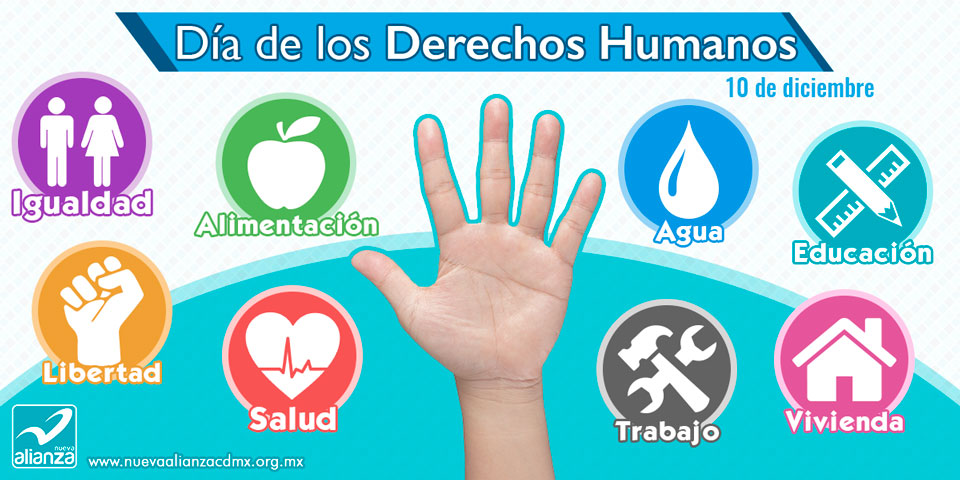 Día de los Derechos Humanos
10 de diciembre
Igualdad
Alimentación
Agua
Educación
Libertad
Salud
Trabajo
Vivienda
nueva
alianza
www.nuevaalianzacdmx.org.mx